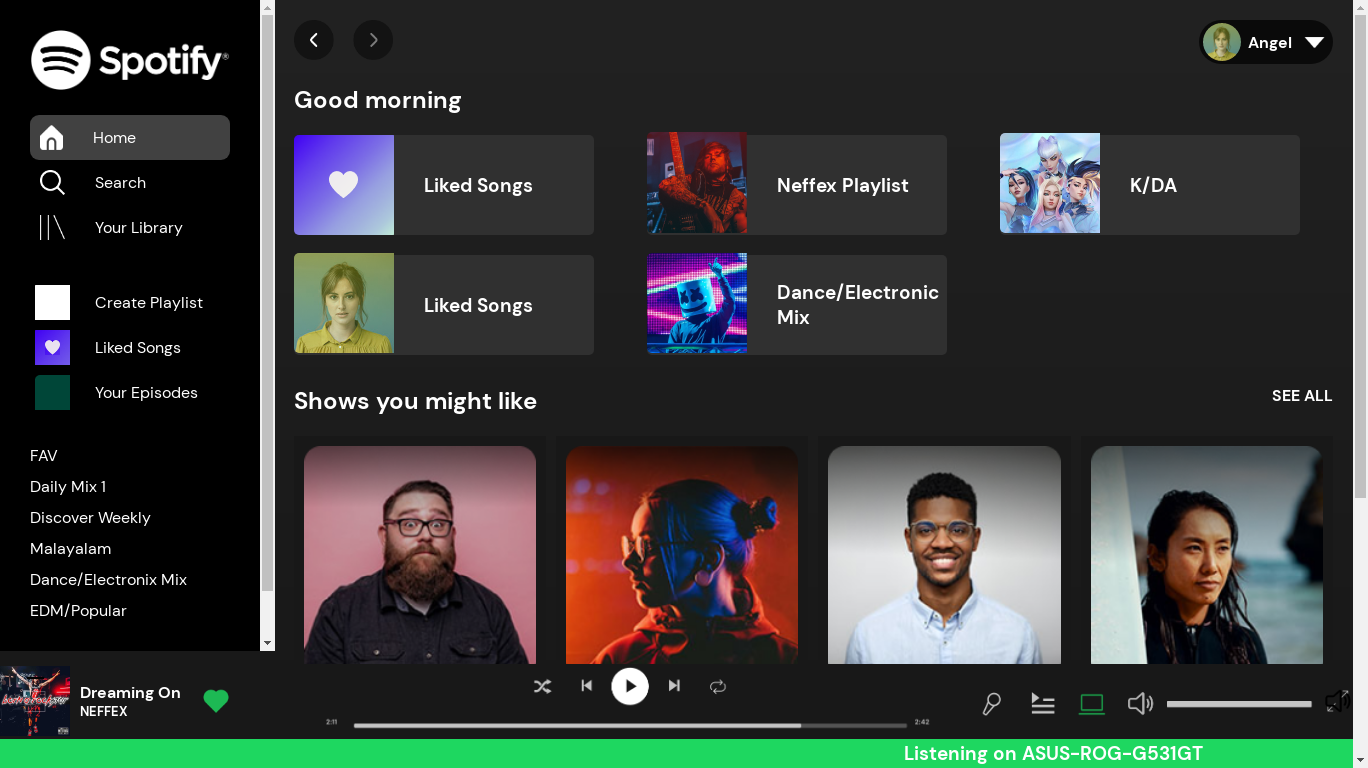 Spotify®
Home
Search
Your Library
Create Playlist
Liked Songs
Your Episodes
FAV
Daily Mix 1
Discover Weekly
Malayalam
Dance/Electronix Mix
EDM/Popular
Angel
Good morning
Liked Songs
Neffex Playlist
K/DA
Liked Songs
Dance/Electronic
Mix
Shows you might like
SEE ALL
Dreaming On
NEFFEX
2:11
2:42
Listening on ASUS-ROG-G531GT